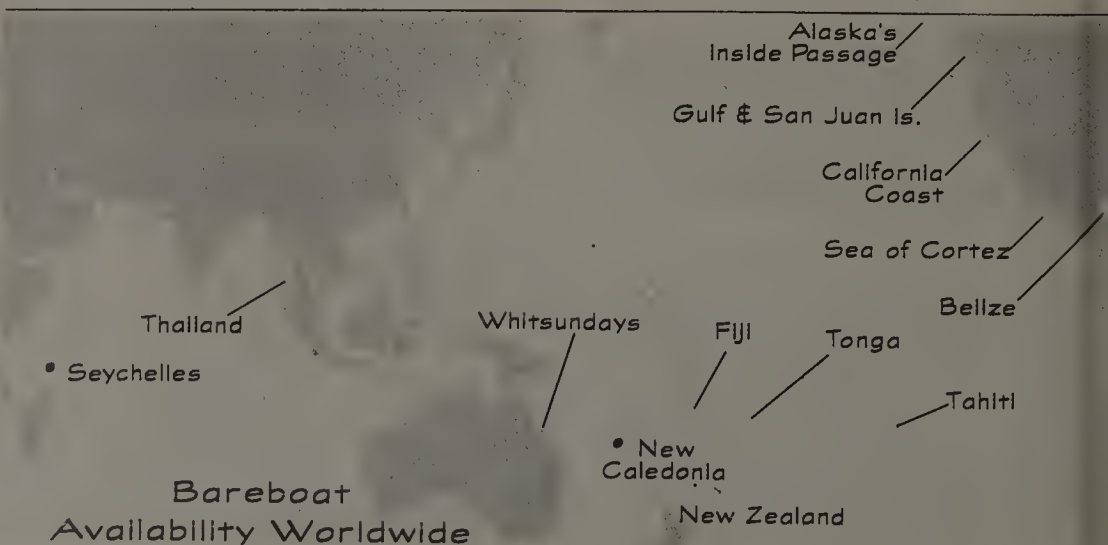 Alaska's
Inside Passage
Gulf & San Juan Is.
California
Coast
Sea of Cortez
Belize
Thailand
Whitsundays
Fiji
Tonga
Seychelles
Tahiti
New
Caledonia
Bareboat
Availability Worldwide
New Zealand